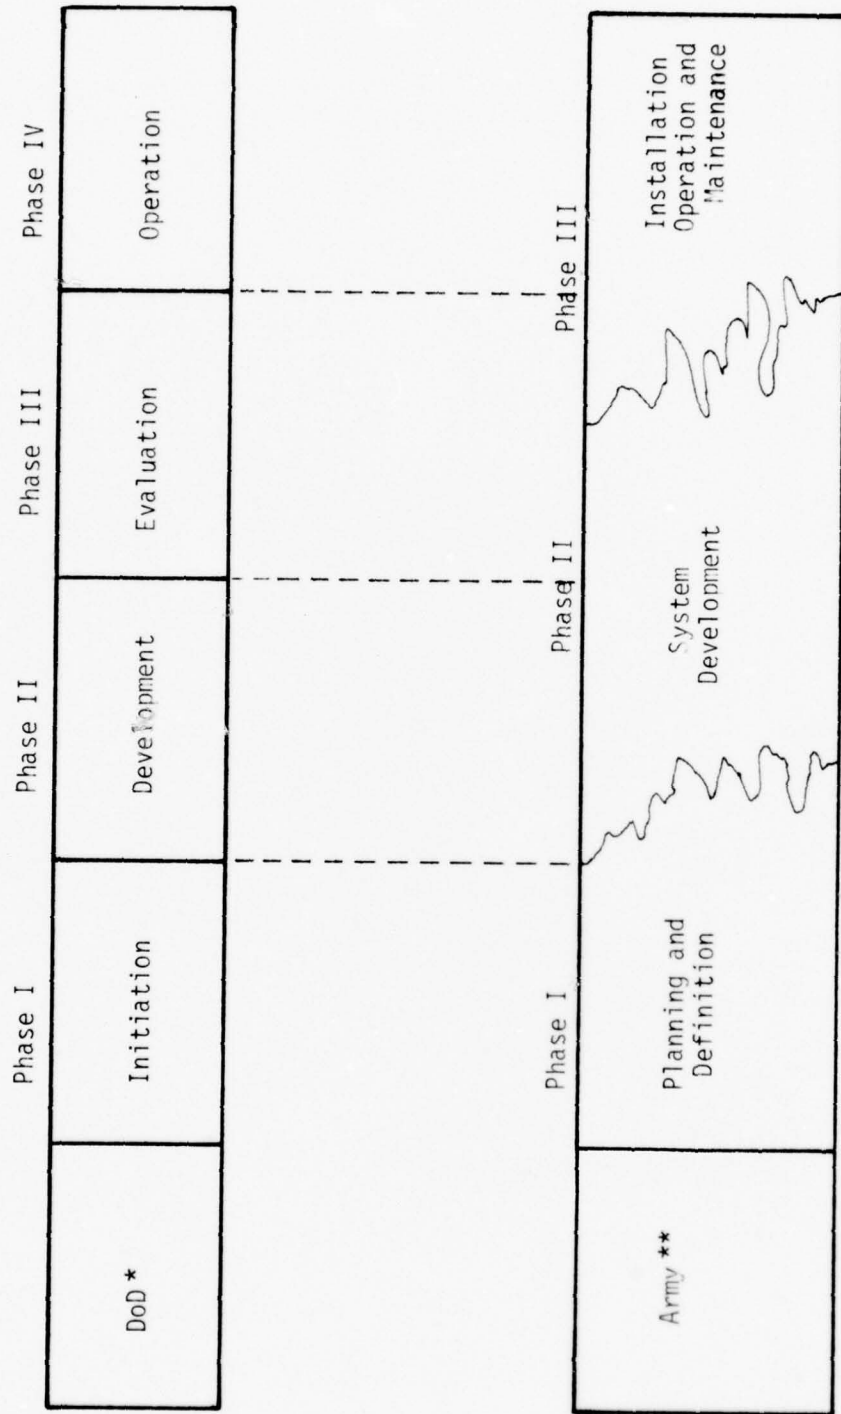 Phase I
Phase II
Phase III
Phase IV
DoD*
Initiation
Development
Evaluation
Operation
Phase I
Phase II
Phase III
Army**
Planning and
Definition
System
Development
Installation
Operation and
Maintenance